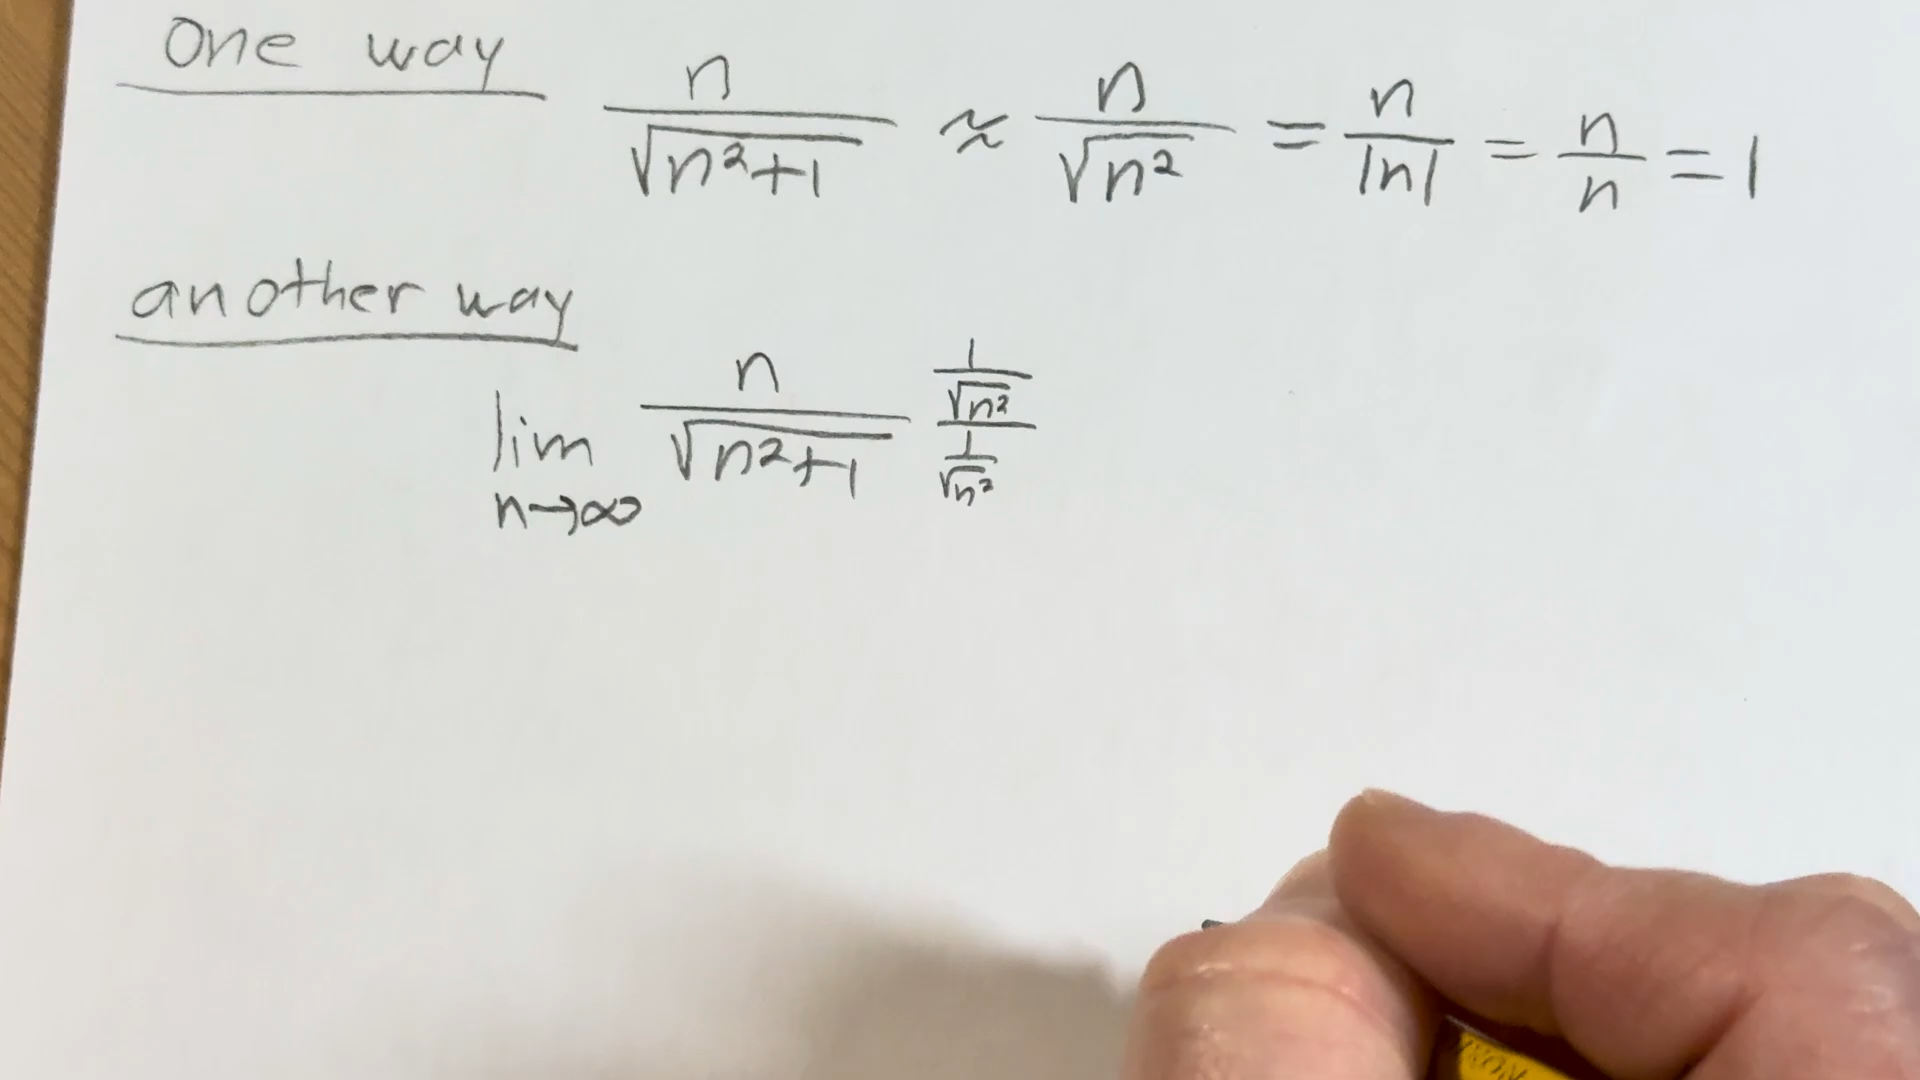 One way
n/√(n²+1) ≈ n/√(n²) = n/|n| = n/n = 1
another way
lim n→∞ n/√(n²+1) (1/√(n²))/(1/√(n²))